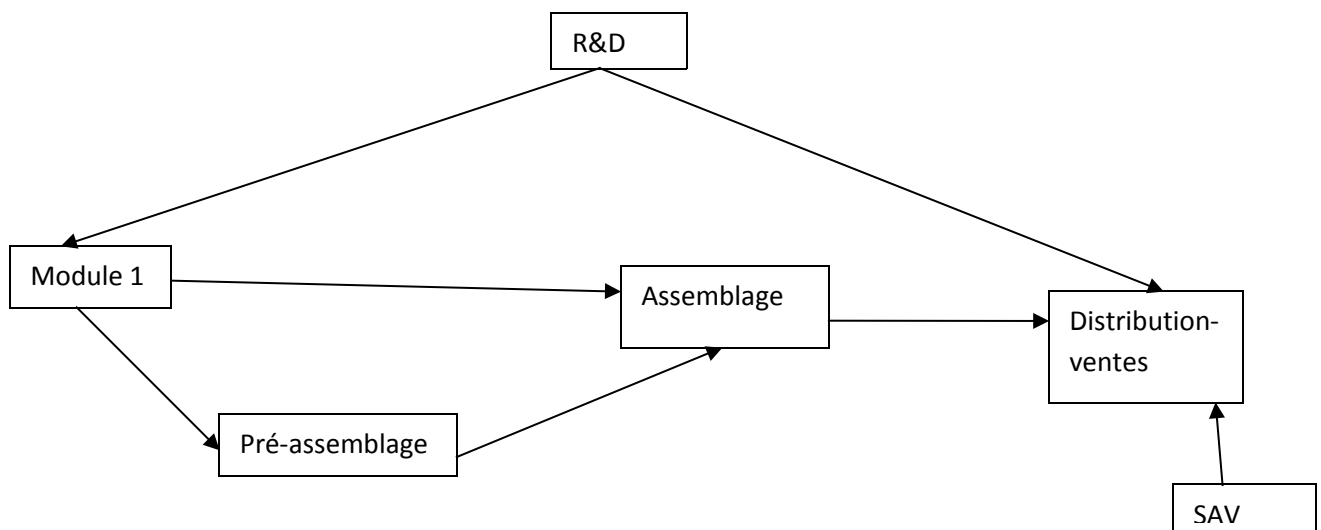 R&D
Module 1
Assemblage
Distribution-
ventes
Pré-assemblage
SAV